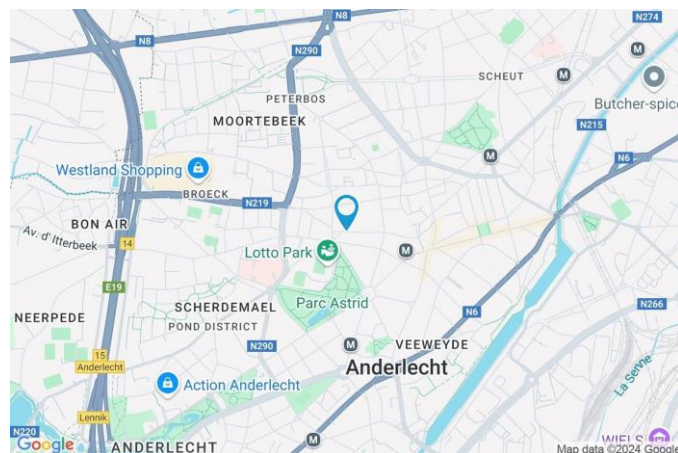 N8
N274
N8
N290
M
SCHEUT
M
PETERBOS
Butcher-spice
MOORTEBEEK
N215
N6
M
Westland Shopping
BROECK
N219
BON AIR
Av. d' Itterbeek
14
Lotto Park
M
E19
Parc Astrid
SCHERDEMAEL
NEERPEDE
POND DISTRICT
N266
N6
N290
M
VEEWEYDE
15
Anderlecht
Anderlecht
La Senne
Action Anderlecht
Lennik
N220
ANDERLECHT
M
WIELS
Google
Map data ©2024 Google